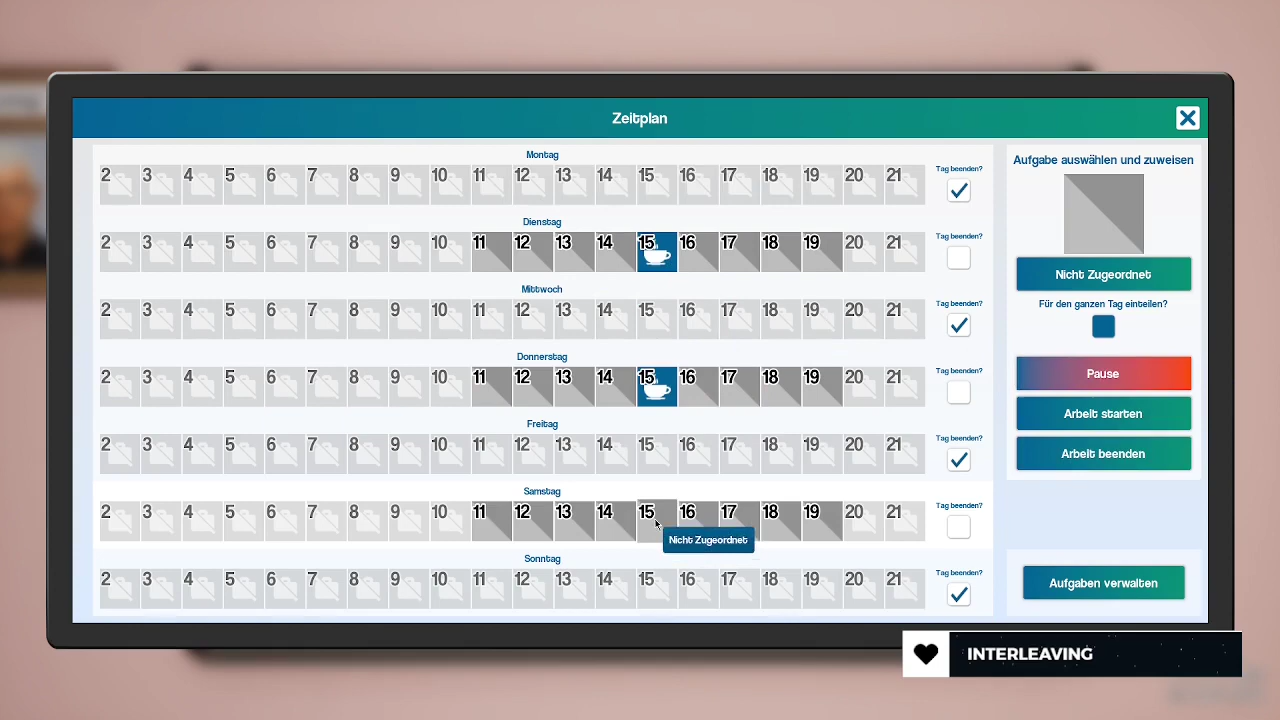 Zeitplan
Montag
2 3 4 5 6 7 8 9 10 11 12 13 14 15 16 17 18 19 20 21
Tag beenden?
Dienstag
2 3 4 5 6 7 8 9 10 11 12 13 14 15 16 17 18 19 20 21
Tag beenden?
Mittwoch
2 3 4 5 6 7 8 9 10 11 12 13 14 15 16 17 18 19 20 21
Tag beenden?
Donnerstag
2 3 4 5 6 7 8 9 10 11 12 13 14 15 16 17 18 19 20 21
Tag beenden?
Freitag
2 3 4 5 6 7 8 9 10 11 12 13 14 15 16 17 18 19 20 21
Tag beenden?
Samstag
2 3 4 5 6 7 8 9 10 11 12 13 14 15 16 17 18 19 20 21
Tag beenden?
Nicht Zugeordnet
Sonntag
2 3 4 5 6 7 8 9 10 11 12 13 14 15 16 17 18 19 20 21
Tag beenden?
Aufgabe auswählen und zuweisen
Nicht Zugeordnet
Für den ganzen Tag einteilen?
Pause
Arbeit starten
Arbeit beenden
Aufgaben verwalten
INTERLEAVING